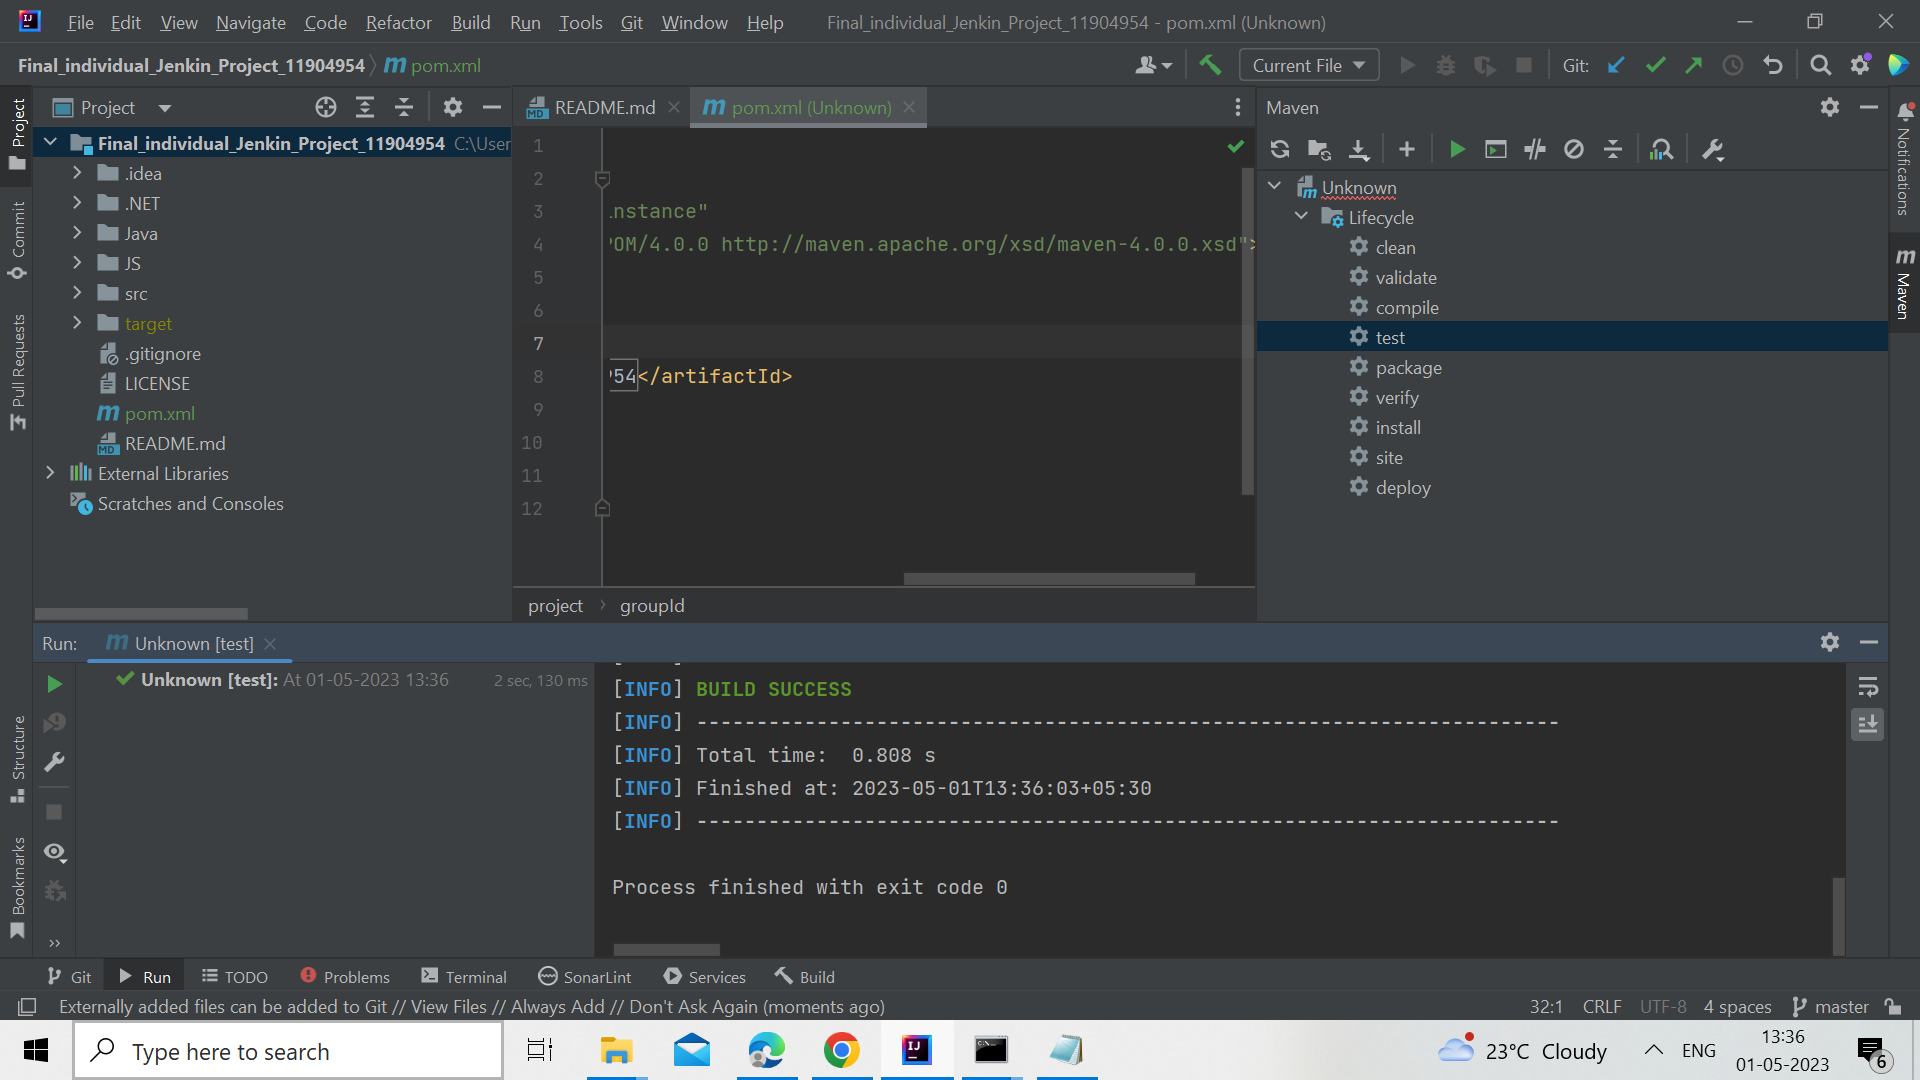 File Edit View Navigate Code Refactor Build Run Tools Git Window Help Final_individual_Jenkin_Project_11904954 - pom.xml (Unknown)
Final_individual_Jenkin_Project_11904954 m pom.xml Current File Git:
Project
README.md
pom.xml (Unknown)
Maven
Final_individual_Jenkin_Project_11904954 C:\User
.idea
.NET
Java
JS
src
target
.gitignore
LICENSE
pom.xml
README.md
External Libraries
Scratches and Consoles
1
2
3 nstance"
4 POM/4.0.0 http://maven.apache.org/xsd/maven-4.0.0.xsd">
5
6
7
8 954</artifactId>
9
10
11
12
project groupId
Unknown
Lifecycle
clean
validate
compile
test
package
verify
install
site
deploy
Project
Commit
Pull Requests
Structure
Bookmarks
Notifications
Maven
Run: Unknown [test]
Unknown [test]: At 01-05-2023 13:36 2 sec, 130 ms
[INFO] BUILD SUCCESS
[INFO] ------------------------------------------------------------------------
[INFO] Total time:  0.808 s
[INFO] Finished at: 2023-05-01T13:36:03+05:30
[INFO] ------------------------------------------------------------------------
Process finished with exit code 0
Git Run TODO Problems Terminal SonarLint Services Build
Externally added files can be added to Git // View Files // Always Add // Don't Ask Again (moments ago) 32:1 CRLF UTF-8 4 spaces master
Type here to search
23°C Cloudy
ENG
13:36
01-05-2023
6